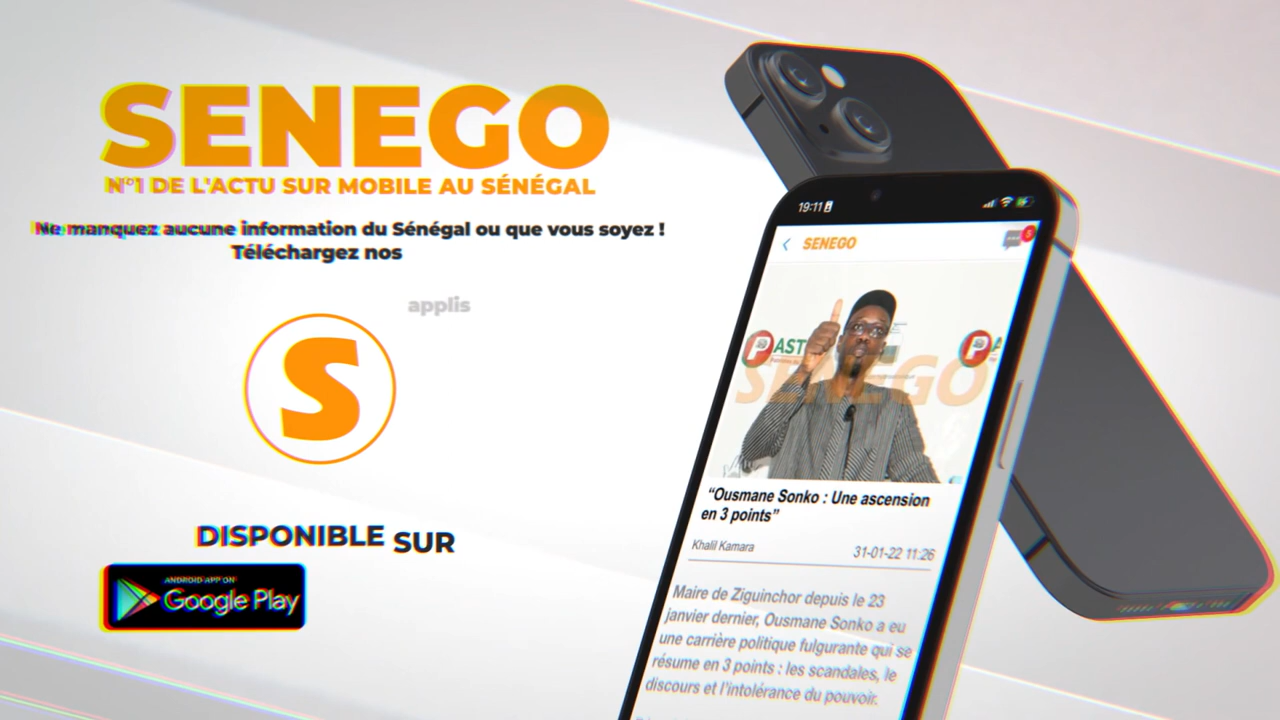 SENEGO
N°1 DE L'ACTU SUR MOBILE AU SÉNÉGAL
Ne manquez aucune information du Sénégal ou que vous soyez !
Téléchargez nos
applis
S
DISPONIBLE SUR
ANDROID APP ON
Google Play
19:11
SENEGO
5
PAST
PA
SENEGO
“Ousmane Sonko : Une ascension
en 3 points”
Khalil Kamara
31-01-22 11:26
Maire de Ziguinchor depuis le 23
janvier dernier, Ousmane Sonko a eu
une carrière politique fulgurante qui se
résume en 3 points : les scandales, le
discours et l'intolérance du pouvoir.